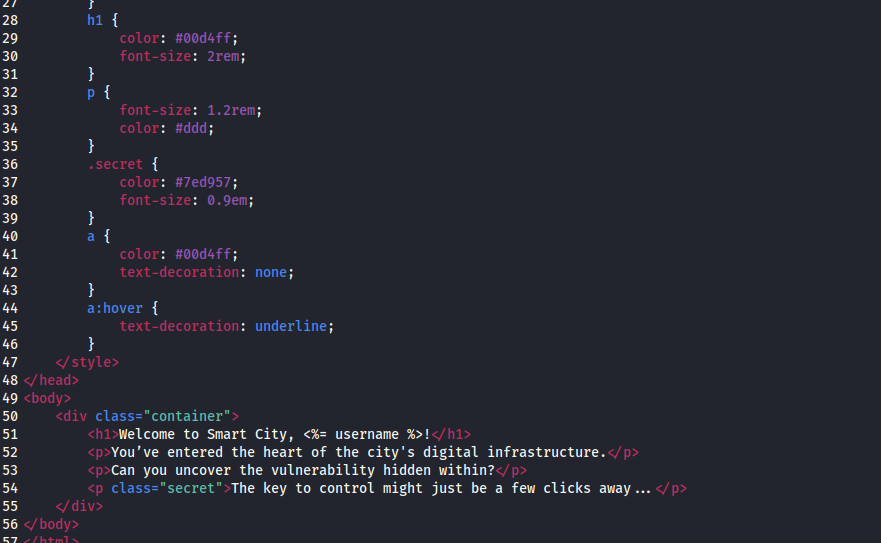 27         }
28         h1 {
29             color: #00d4ff;
30             font-size: 2rem;
31         }
32         p {
33             font-size: 1.2rem;
34             color: #ddd;
35         }
36         .secret {
37             color: #7ed957;
38             font-size: 0.9em;
39         }
40         a {
41             color: #00d4ff;
42             text-decoration: none;
43         }
44         a:hover {
45             text-decoration: underline;
46         }
47     </style>
48 </head>
49 <body>
50     <div class="container">
51         <h1>Welcome to Smart City, <%= username %>!</h1>
52         <p>You’ve entered the heart of the city's digital infrastructure.</p>
53         <p>Can you uncover the vulnerability hidden within?</p>
54         <p class="secret">The key to control might just be a few clicks away...</p>
55     </div>
56 </body>
57 </html>